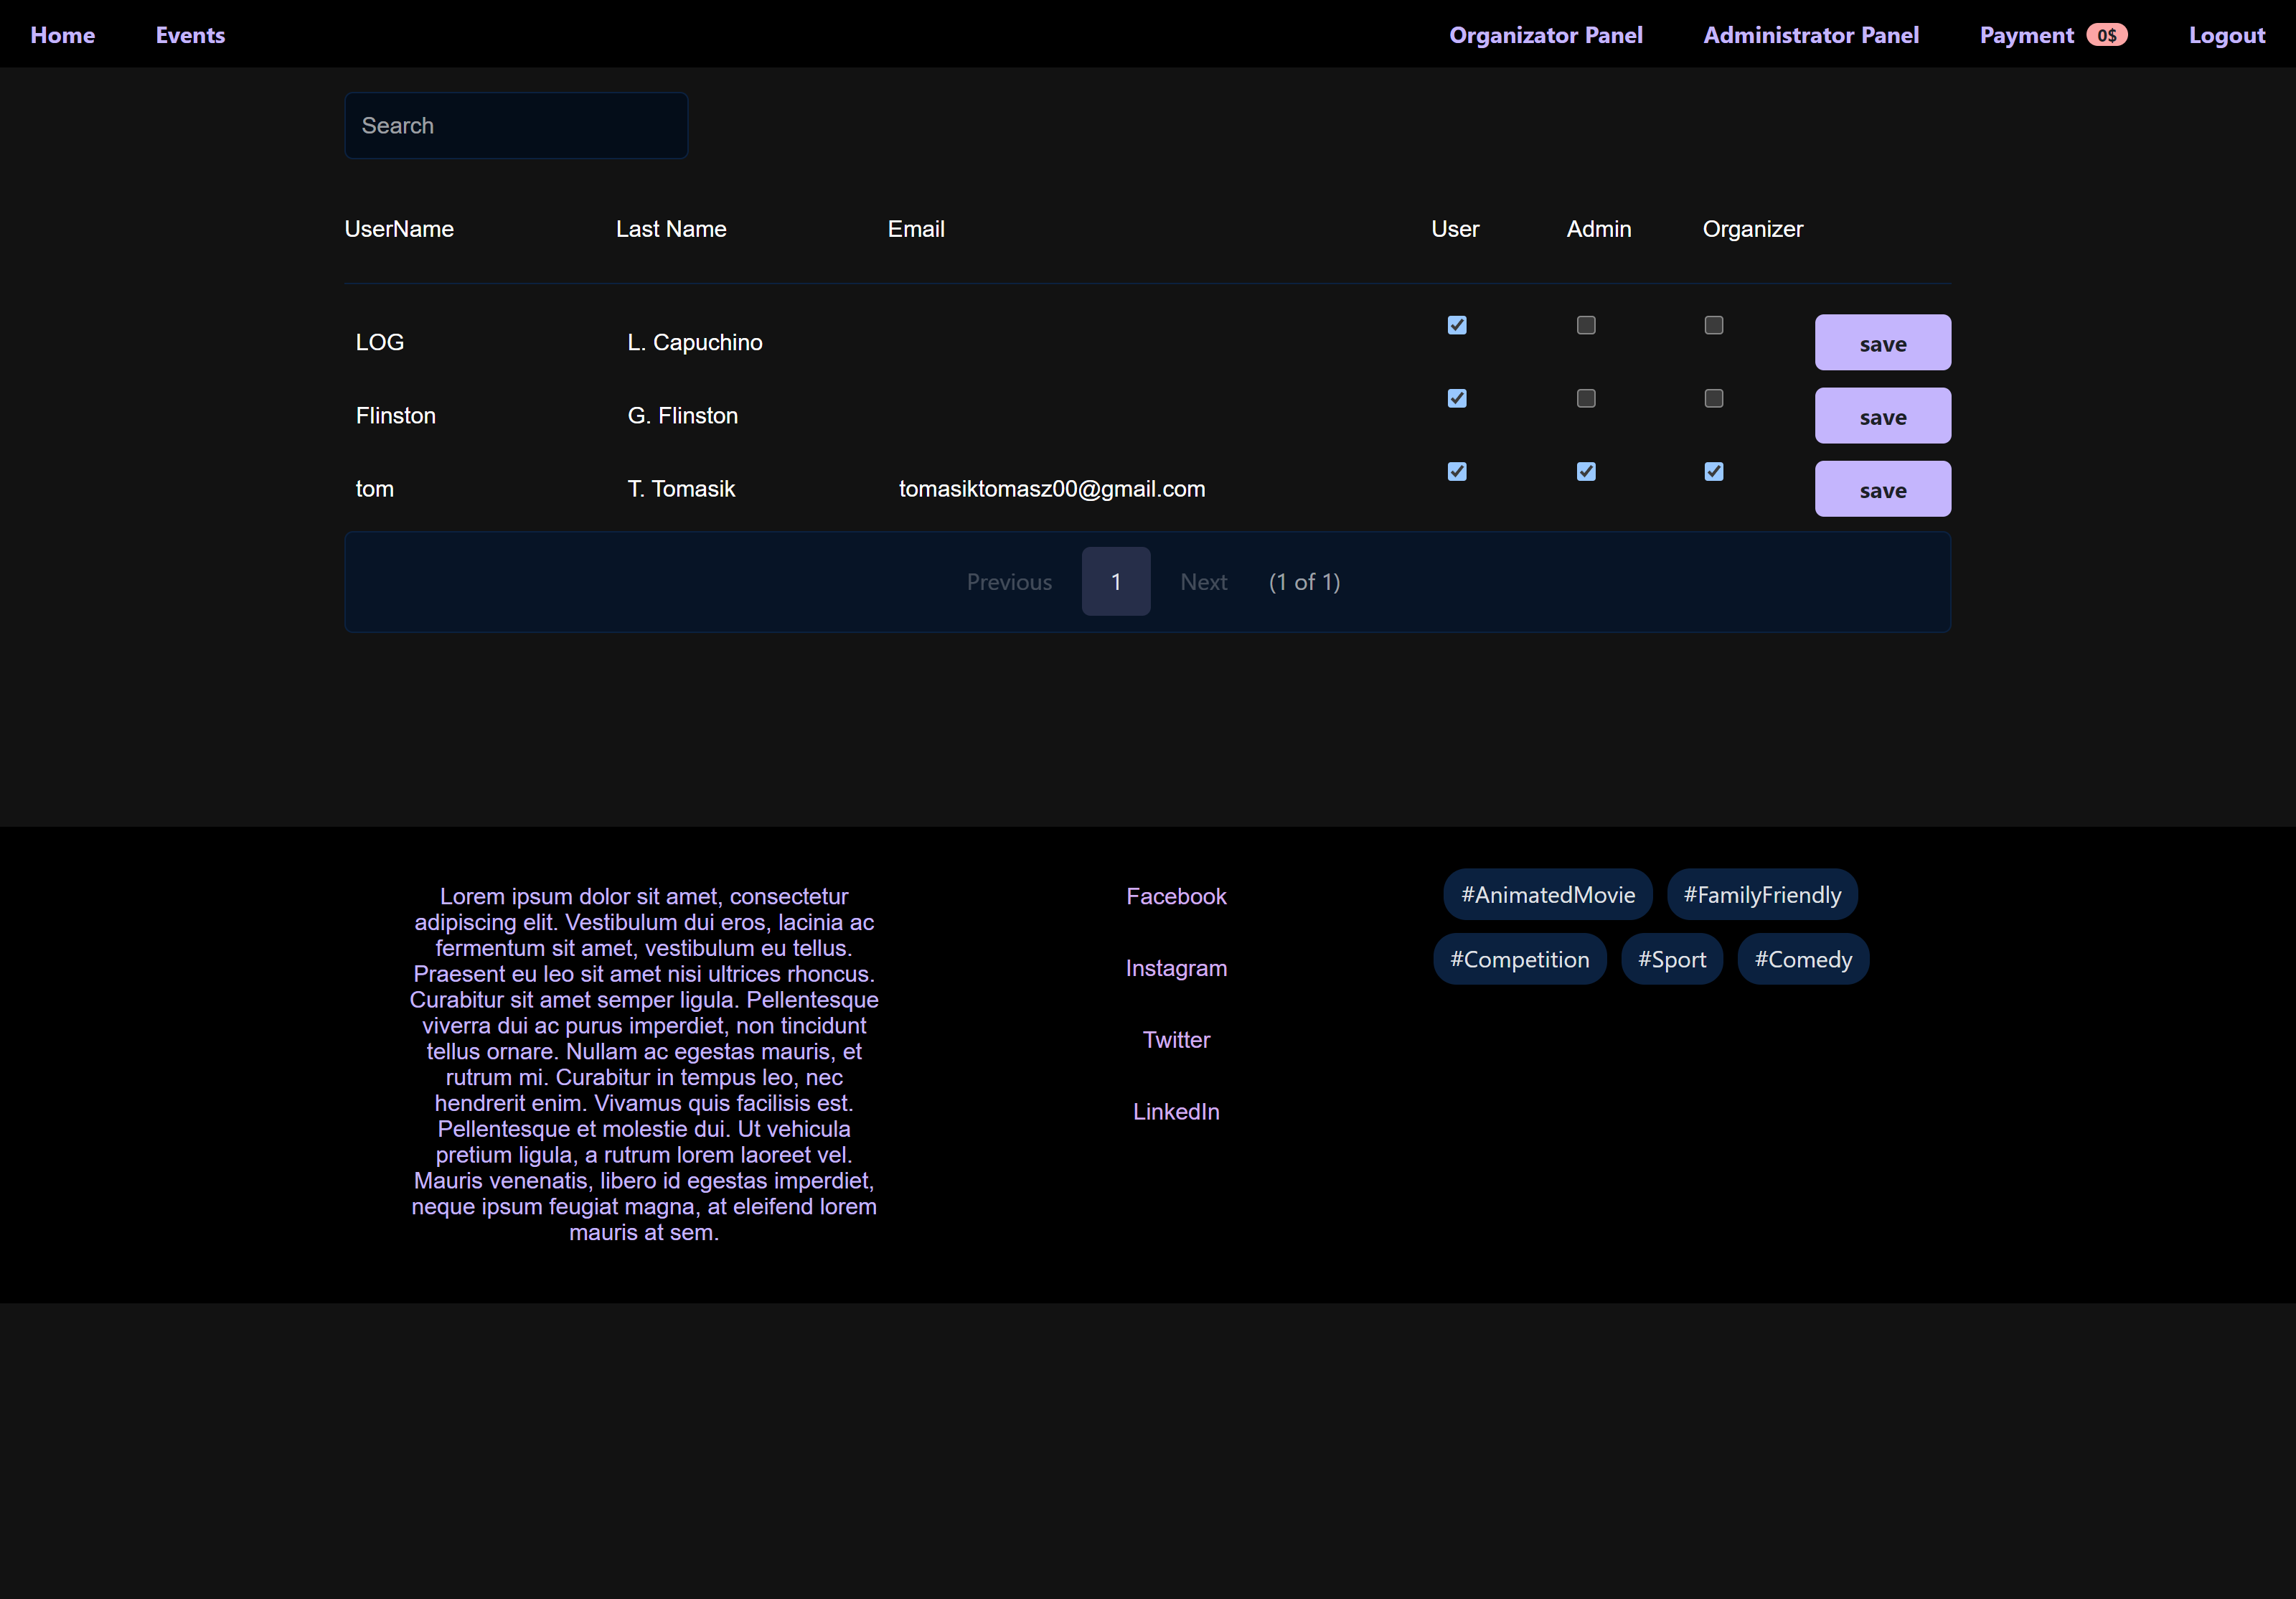 Home Events Organizator Panel Administrator Panel Payment 0$ Logout
Search
UserName Last Name Email User Admin Organizer
LOG L. Capuchino save
Flinston G. Flinston save
tom T. Tomasik tomasiktomasz00@gmail.com save
Previous 1 Next (1 of 1)
Lorem ipsum dolor sit amet, consectetur
adipiscing elit. Vestibulum dui eros, lacinia ac
fermentum sit amet, vestibulum eu tellus.
Praesent eu leo sit amet nisi ultrices rhoncus.
Curabitur sit amet semper ligula. Pellentesque
viverra dui ac purus imperdiet, non tincidunt
tellus ornare. Nullam ac egestas mauris, et
rutrum mi. Curabitur in tempus leo, nec
hendrerit enim. Vivamus quis facilisis est.
Pellentesque et molestie dui. Ut vehicula
pretium ligula, a rutrum lorem laoreet vel.
Mauris venenatis, libero id egestas imperdiet,
neque ipsum feugiat magna, at eleifend lorem
mauris at sem.
Facebook
Instagram
Twitter
LinkedIn
#AnimatedMovie #FamilyFriendly
#Competition #Sport #Comedy